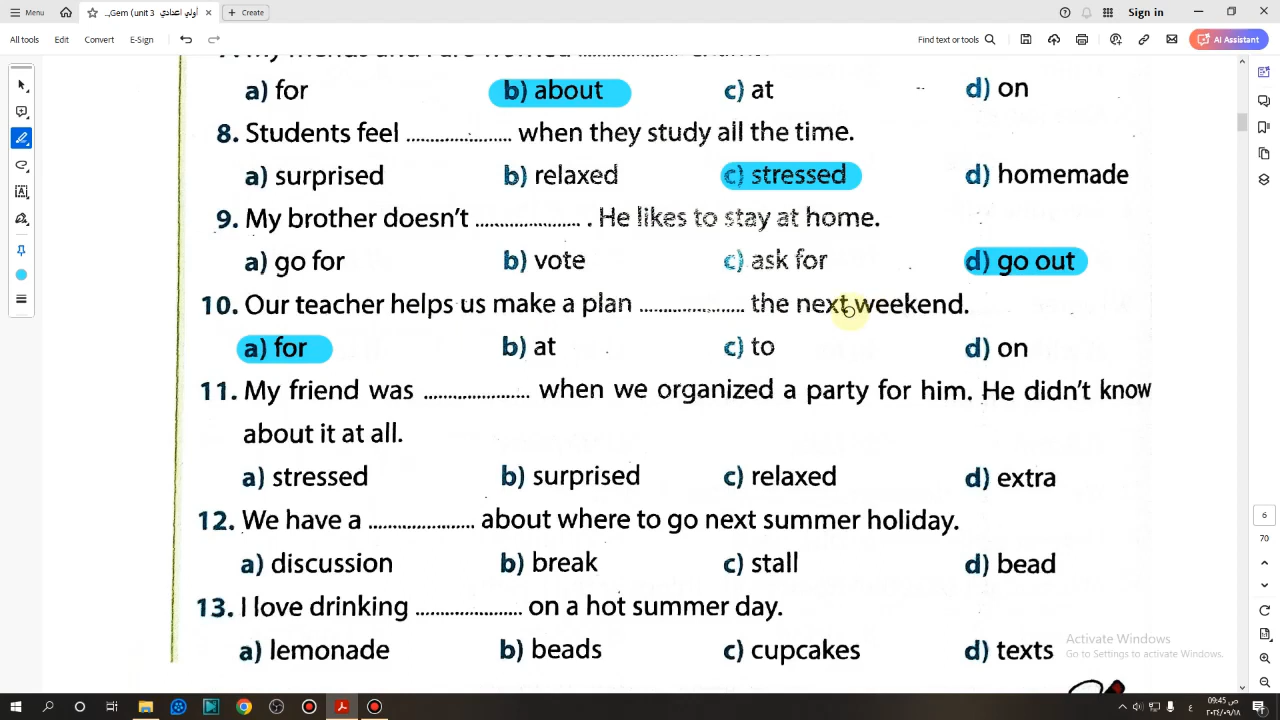 Menu
Gem (unit 3... أولي اعدادي
Create
Sign in
All tools
Edit
Convert
E-Sign
Find text or tools
AI Assistant
a) for b) about c) at d) on
8. Students feel .................... when they study all the time.
a) surprised b) relaxed c) stressed d) homemade
9. My brother doesn't .................... . He likes to stay at home.
a) go for b) vote c) ask for d) go out
10. Our teacher helps us make a plan .................... the next weekend.
a) for b) at c) to d) on
11. My friend was .................... when we organized a party for him. He didn't know
about it at all.
a) stressed b) surprised c) relaxed d) extra
12. We have a .................... about where to go next summer holiday.
a) discussion b) break c) stall d) bead
13. I love drinking .................... on a hot summer day.
a) lemonade b) beads c) cupcakes d) texts
6
70
Activate Windows
Go to Settings to activate Windows.
09:45 ص
٢٠٢٤/٠٩/١٨
ع